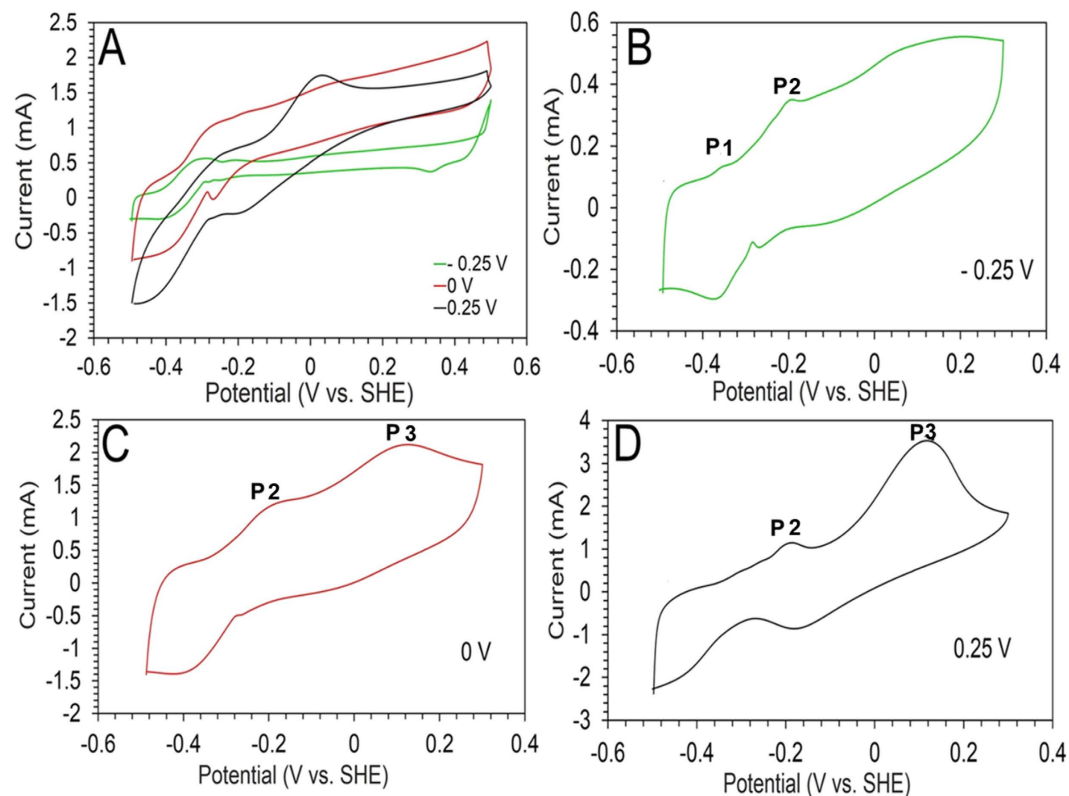 A
2.5
2
1.5
1
0.5
0
-0.5
-1
-1.5
-2
-0.6 -0.4 -0.2 0 0.2 0.4 0.6
Current (mA)
Potential (V vs. SHE)
- 0.25 V
0 V
0.25 V
B
0.6
0.4
0.2
0
-0.2
-0.4
-0.6 -0.4 -0.2 0 0.2 0.4
Current (mA)
Potential (V vs. SHE)
P1
P2
- 0.25 V
C
2.5
2
1.5
1
0.5
0
-0.5
-1
-1.5
-2
-0.6 -0.4 -0.2 0 0.2 0.4
Current (mA)
Potential (V vs. SHE)
P2
P3
0 V
D
4
3
2
1
0
-1
-2
-3
-0.6 -0.4 -0.2 0 0.2 0.4
Current (mA)
Potential (V vs. SHE)
P2
P3
0.25 V